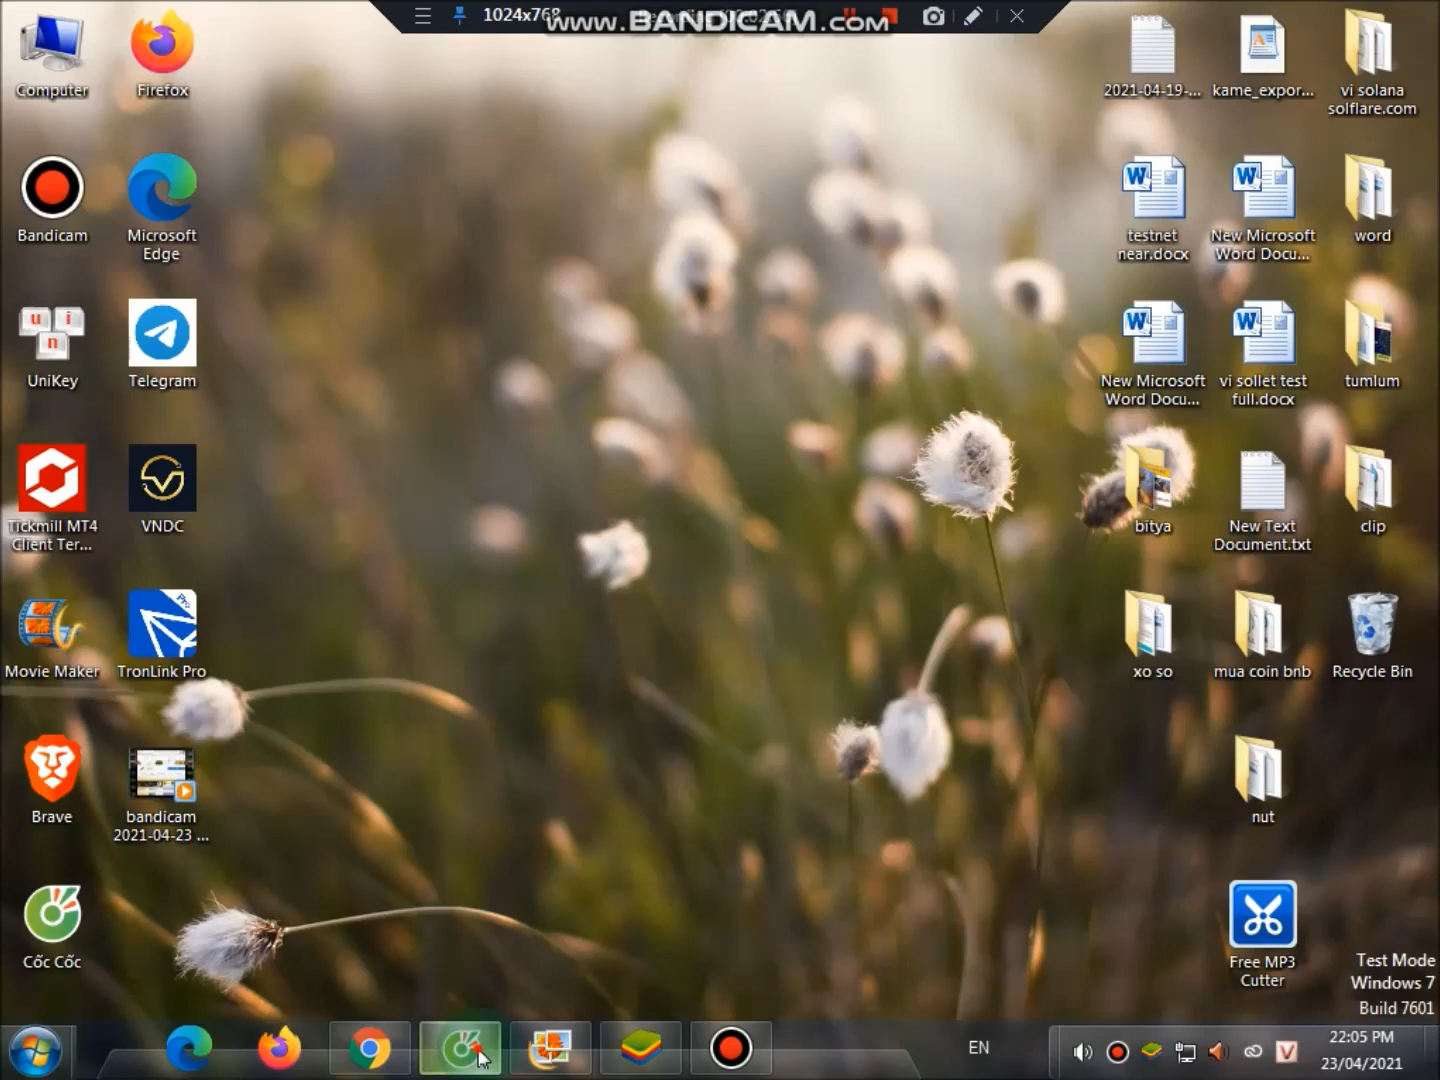 1024x768
www.BANDICAM.com
Computer
Firefox
2021-04-19-...
kame_expor...
vi solana
solflare.com
Bandicam
Microsoft
Edge
testnet
near.docx
New Microsoft
Word Docu...
word
UniKey
Telegram
New Microsoft
Word Docu...
vi sollet test
full.docx
tumlum
Tickmill MT4
Client Ter...
VNDC
bitya
New Text
Document.txt
clip
Movie Maker
TronLink Pro
xo so
mua coin bnb
Recycle Bin
Brave
bandicam
2021-04-23 ...
nut
Cốc Cốc
Free MP3
Cutter
Test Mode
Windows 7
Build 7601
EN
22:05 PM
23/04/2021